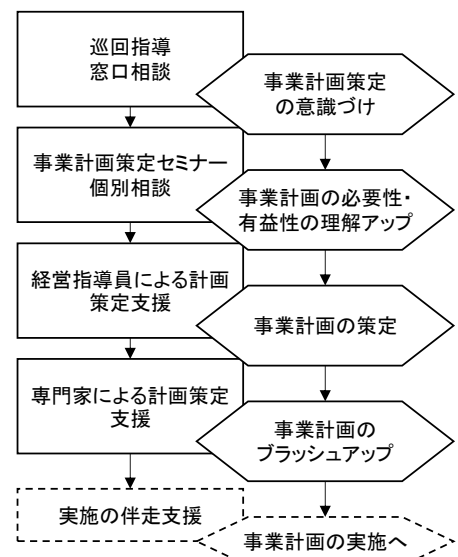 巡回指導
窓口相談
事業計画策定
の意識づけ
事業計画策定セミナー
個別相談
事業計画の必要性・
有益性の理解アップ
経営指導員による計画
策定支援
事業計画の策定
専門家による計画策定
支援
事業計画の
ブラッシュアップ
実施の伴走支援
事業計画の実施へ